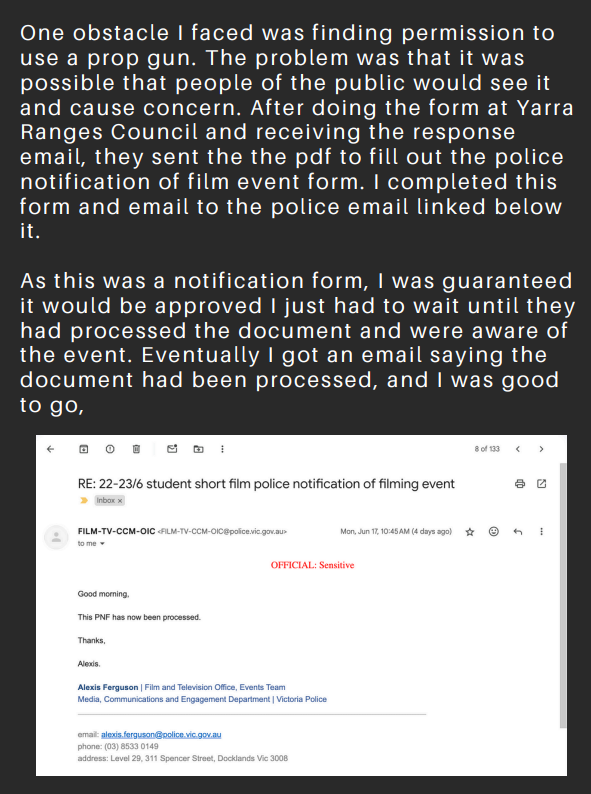 One obstacle I faced was finding permission to
use a prop gun. The problem was that it was
possible that people of the public would see it
and cause concern. After doing the form at Yarra
Ranges Council and receiving the response
email, they sent the the pdf to fill out the police
notification of film event form. I completed this
form and email to the police email linked below
it.
As this was a notification form, I was guaranteed
it would be approved I just had to wait until they
had processed the document and were aware of
the event. Eventually I got an email saying the
document had been processed, and I was good
to go,
8 of 133
RE: 22-23/6 student short film police notification of filming event
Inbox x
FILM-TV-CCM-OIC <FILM-TV-CCM-OIC@police.vic.gov.au> Mon, Jun 17, 10:45 AM (4 days ago)
to me
OFFICIAL: Sensitive
Good morning,
This PNF has now been processed.
Thanks,
Alexis.
Alexis Ferguson | Film and Television Office, Events Team
Media, Communications and Engagement Department | Victoria Police
email: alexis.ferguson@police.vic.gov.au
phone: (03) 8533 0149
address: Level 29, 311 Spencer Street, Docklands Vic 3008